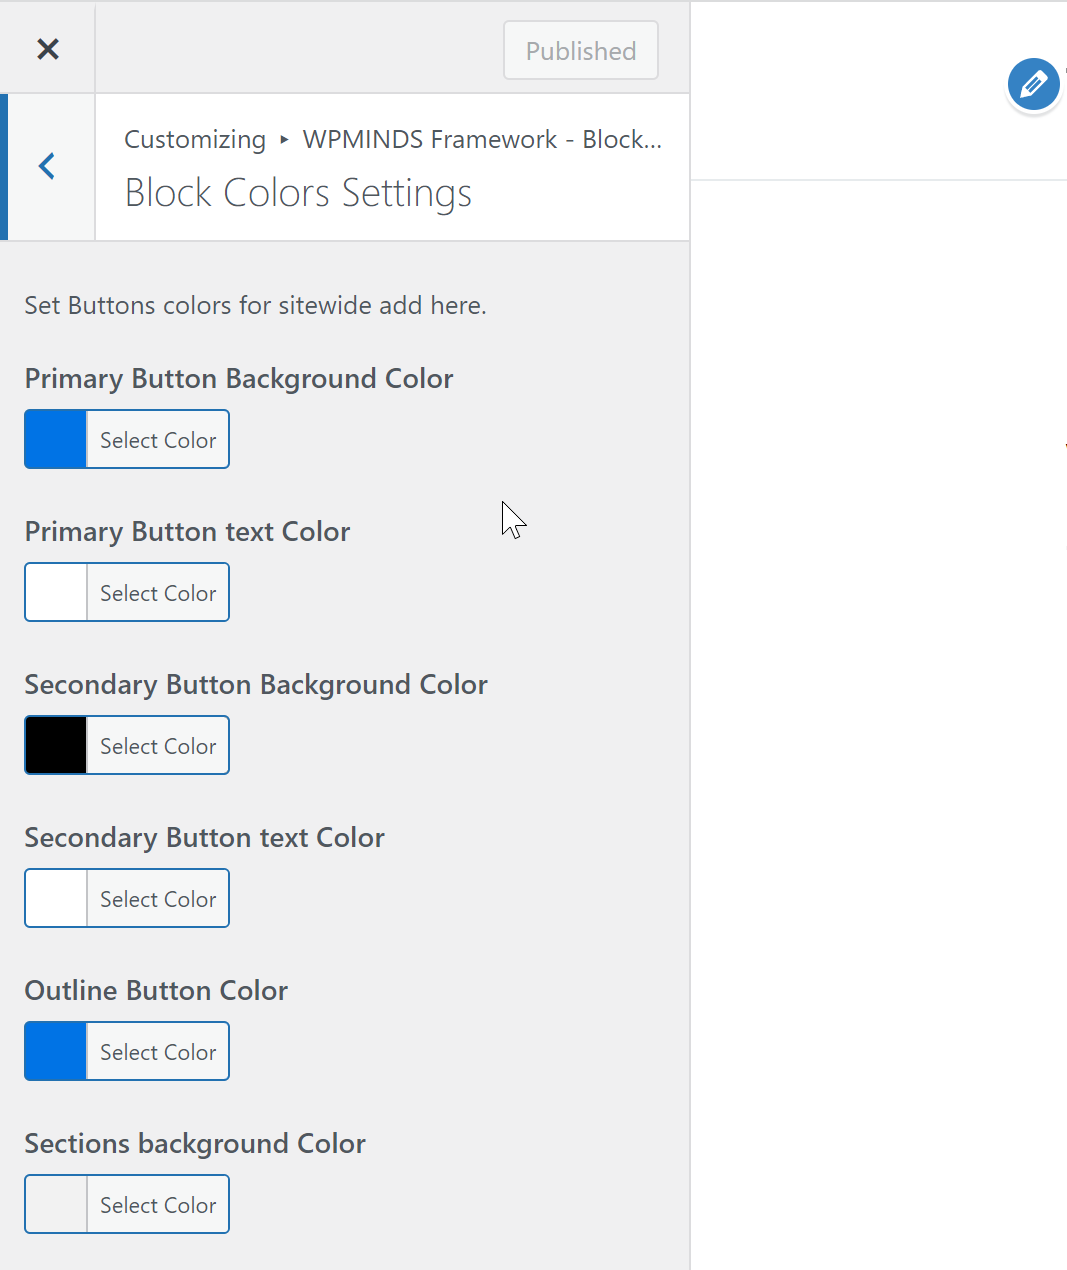 Published
Customizing ▸ WPMINDS Framework - Block...
Block Colors Settings
Set Buttons colors for sitewide add here.
Primary Button Background Color
Select Color
Primary Button text Color
Select Color
Secondary Button Background Color
Select Color
Secondary Button text Color
Select Color
Outline Button Color
Select Color
Sections background Color
Select Color